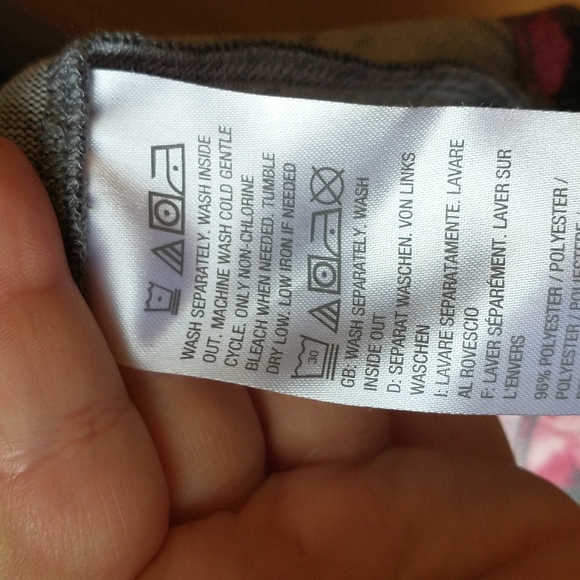 WASH SEPARATELY. WASH INSIDE
OUT. MACHINE WASH COLD GENTLE
CYCLE. ONLY NON-CHLORINE
BLEACH WHEN NEEDED. TUMBLE
DRY LOW. LOW IRON IF NEEDED
30
GB: WASH SEPARATELY. WASH
INSIDE OUT
D: SEPARAT WASCHEN. VON LINKS
WASCHEN
I: LAVARE SEPARATAMENTE. LAVARE
AL ROVESCIO
F: LAVER SÉPARÉMENT. LAVER SUR
L'ENVERS
96% POLYESTER / POLYESTER /
POLYESTER /